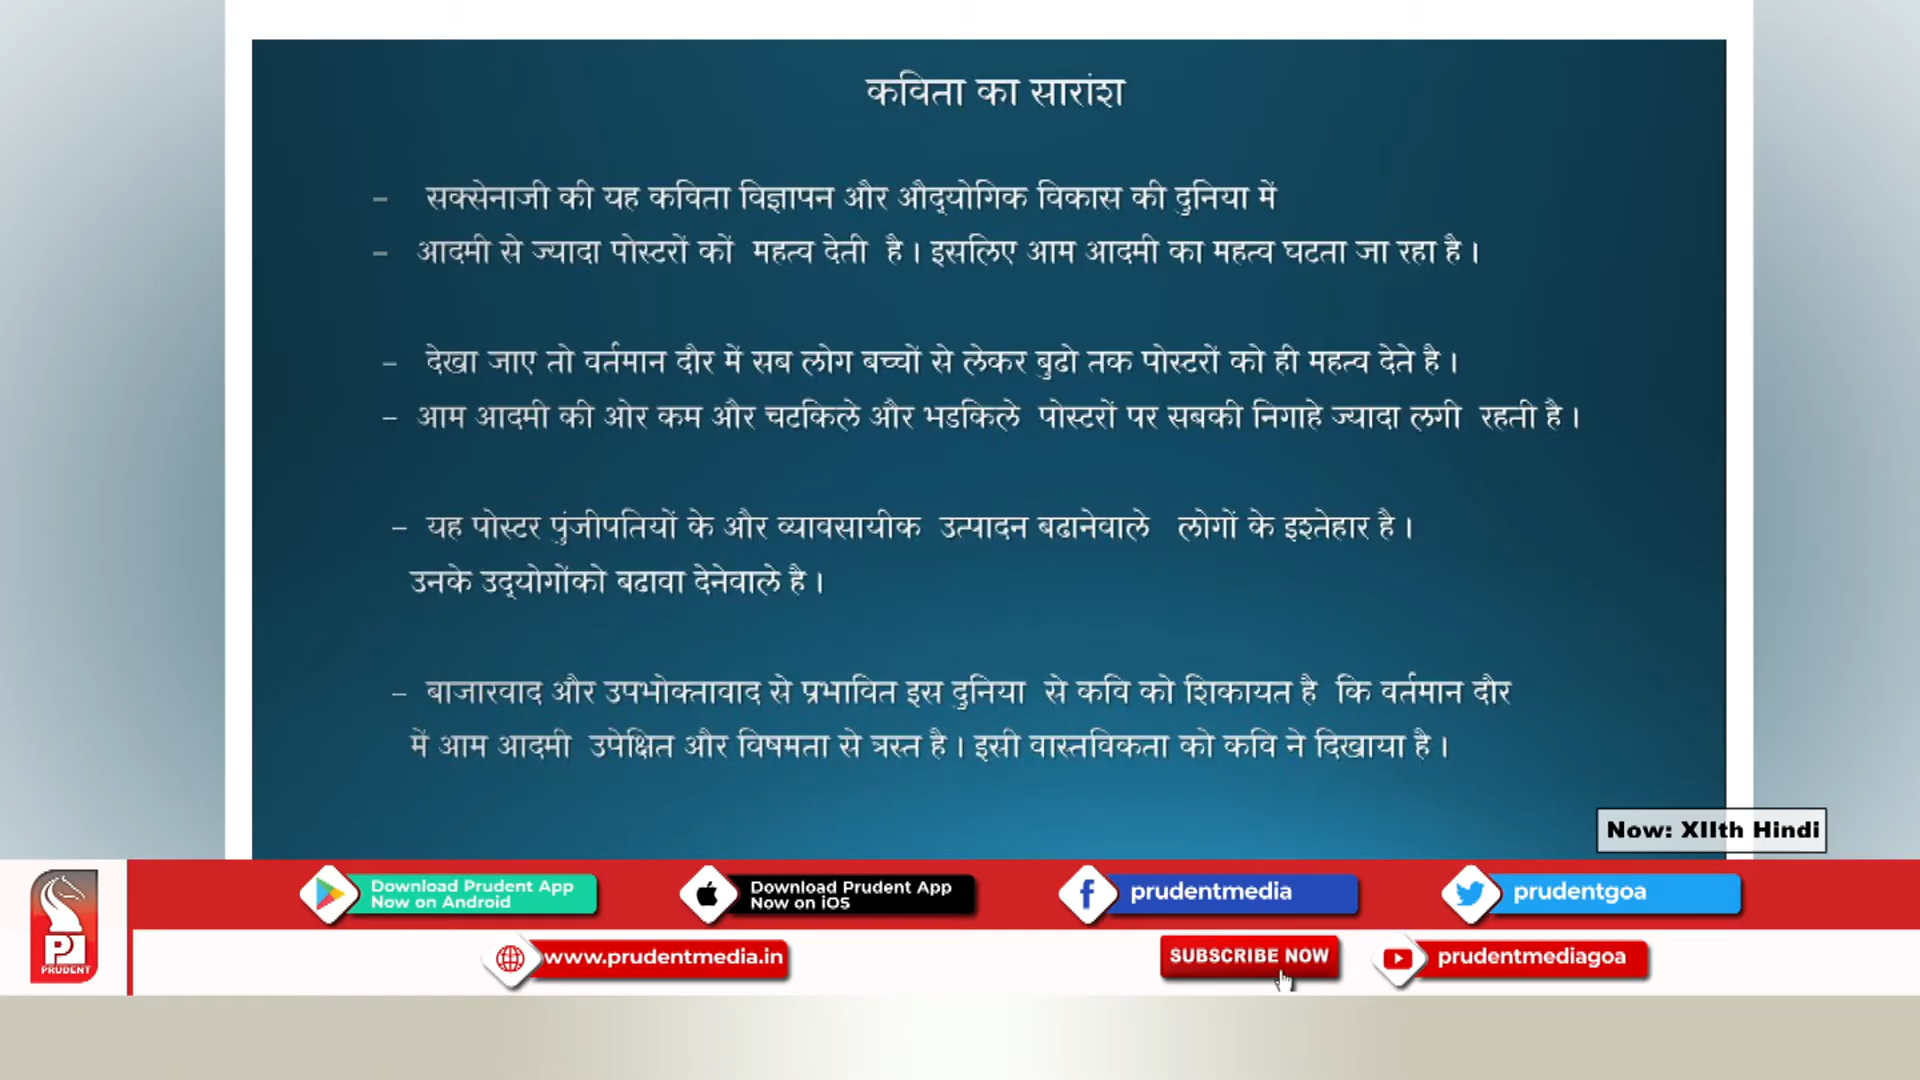 कविता का सारांश
- सक्सेनाजी की यह कविता विज्ञापन और औद्योगिक विकास की दुनिया में
- आदमी से ज्यादा पोस्टरों कों महत्व देती है । इसलिए आम आदमी का महत्व घटता जा रहा है ।
- देखा जाए तो वर्तमान दौर में सब लोग बच्चों से लेकर बुढो तक पोस्टरों को ही महत्व देते है ।
- आम आदमी की ओर कम और चटकिले और भडकिले पोस्टरों पर सबकी निगाहे ज्यादा लगी रहती है ।
- यह पोस्टर पुंजीपतियों के और व्यावसायीक उत्पादन बढानेवाले लोगों के इश्तेहार है ।
उनके उद्योगोंको बढावा देनेवाले है ।
- बाजारवाद और उपभोक्तावाद से प्रभावित इस दुनिया से कवि को शिकायत है कि वर्तमान दौर
में आम आदमी उपेक्षित और विषमता से त्रस्त है । इसी वास्तविकता को कवि ने दिखाया है ।
Now: XIIth Hindi
Download Prudent App
Now on Android
Download Prudent App
Now on iOS
prudentmedia
prudentgoa
PRUDENT
www.prudentmedia.in
SUBSCRIBE NOW
prudentmediagoa